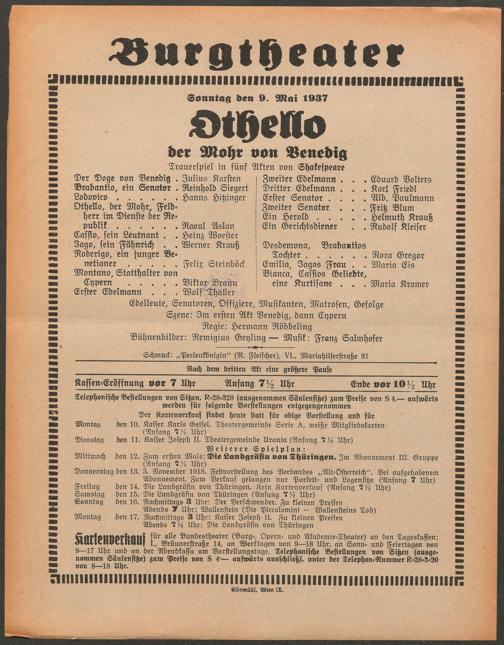 Burgtheater
Sonntag den 9. Mai 1937
Othello
der Mohr von Venedig
Trauerspiel in fünf Akten von Shakespeare
Der Doge von Venedig . Julius Karsten
Brabantio, ein Senator . Reinhold Siegert
Lodovico . . . . . . Hanns Hitzinger
Othello, der Mohr, Feld-
herr im Dienste der Re-
publik . . . . . . . Raoul Aslan
Cassio, sein Leutnant . . Heinz Woester
Jago, sein Fähnrich . . Werner Krauß
Roderigo, ein junger Ve-
netianer . . . . . . Felix Steinböck
Montano, Statthalter von
Cypern . . . . . . Viktor Braun
Erster Edelmann . . . Wolf Thaller
Zweiter Edelmann . . . Eduard Volters
Dritter Edelmann . . . Karl Friedl
Erster Senator . . . . Alb. Paulmann
Zweiter Senator . . . Fritz Blum
Ein Herold . . . . . Helmuth Krauß
Ein Gerichtsdiener . . Rudolf Kleiser
Desdemona, Brabantios
Tochter . . . . . . Nora Gregor
Emilia, Jagos Frau . . Maria Eis
Bianca, Cassios Geliebte,
eine Kurtisane . . . Maria Kramer
Edelleute, Senatoren, Offiziere, Musikanten, Matrosen, Gefolge
Szene: Im ersten Akt Venedig, dann Cypern
Regie: Hermann Röbbeling
Bühnenbilder: Remigius Geyling — Musik: Franz Salmhofer
Schmuck: „Perlenkönigin“ (R. Fleischer), VI., Mariahilferstraße 81
Nach dem dritten Akt eine größere Pause
Kassen-Eröffnung vor 7 Uhr Anfang 7½ Uhr Ende vor 10½ Uhr
Telephonische Bestellungen von Sitzen, R-28-320 (ausgenommen Säulensitze) zum Preise von S 4.— aufwärts
werden für folgende Vorstellungen entgegengenommen
Der Kartenverkauf findet heute statt für obige Vorstellung und für
Montag den 10. Kaiser Karls Geisel. Theatergemeinde Serie A, weiße Mitgliedskarten
(Anfang 7½ Uhr)
Dienstag den 11. Kaiser Joseph II. Theatergemeinde Urania (Anfang 7½ Uhr)
Weiterer Spielplan:
Mittwoch den 12. Zum ersten Male: Die Landgräfin von Thüringen. Im Abonnement III. Gruppe
(Anfang 7½ Uhr)
Donnerstag den 13. 3. November 1918. Festvorstellung des Verbandes „Alt-Österreich“. Bei aufgehobenem
Abonnement. Zum Verkauf gelangen nur Parkett- und Logensitze (Anfang 7 Uhr)
Freitag den 14. Die Landgräfin von Thüringen. Kein Kartenverkauf (Anfang 7½ Uhr)
Samstag den 15. Die Landgräfin von Thüringen (Anfang 7½ Uhr)
Sonntag den 16. Nachmittags 3 Uhr: Der Verschwender. Zu kleinen Preisen
Abends 7 Uhr: Wallenstein (Die Piccolomini — Wallensteins Tod)
Montag den 17. Nachmittags 3 Uhr: Kaiser Joseph II. Zu kleinen Preisen
Abends 7½ Uhr: Die Landgräfin von Thüringen
Kartenverkauf für alle Bundestheater (Burg-, Opern- und Akademie-Theater) an den Tageskassen:
I., Bräunerstraße 14, an Werktagen von 9—18 Uhr, an Sonn- und Feiertagen von
9—17 Uhr und an der Abendkassa am Vorstellungstage. Telephonische Bestellungen von Sitzen (ausge-
nommen Säulensitze) zum Preise von S 4— aufwärts ausschließl. unter der Telephon-Nummer R-28-3-20
von 8—18 Uhr.
Elbemühl, Wien IX.